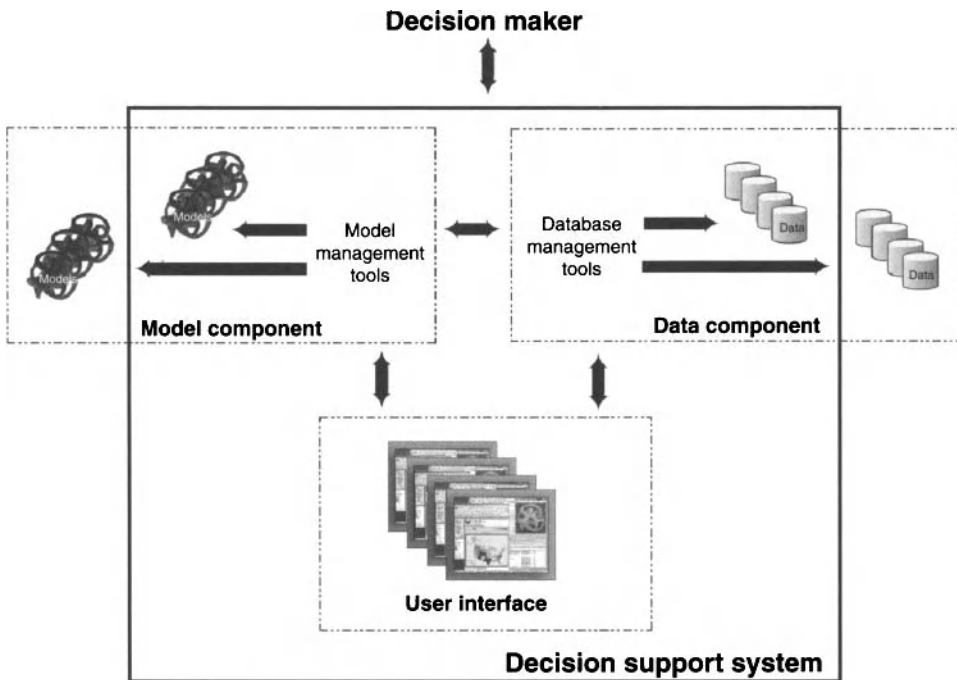 Decision maker
Models
Models
Model
management
tools
Model component
Database
management
tools
Data
Data
Data component
User interface
Decision support system